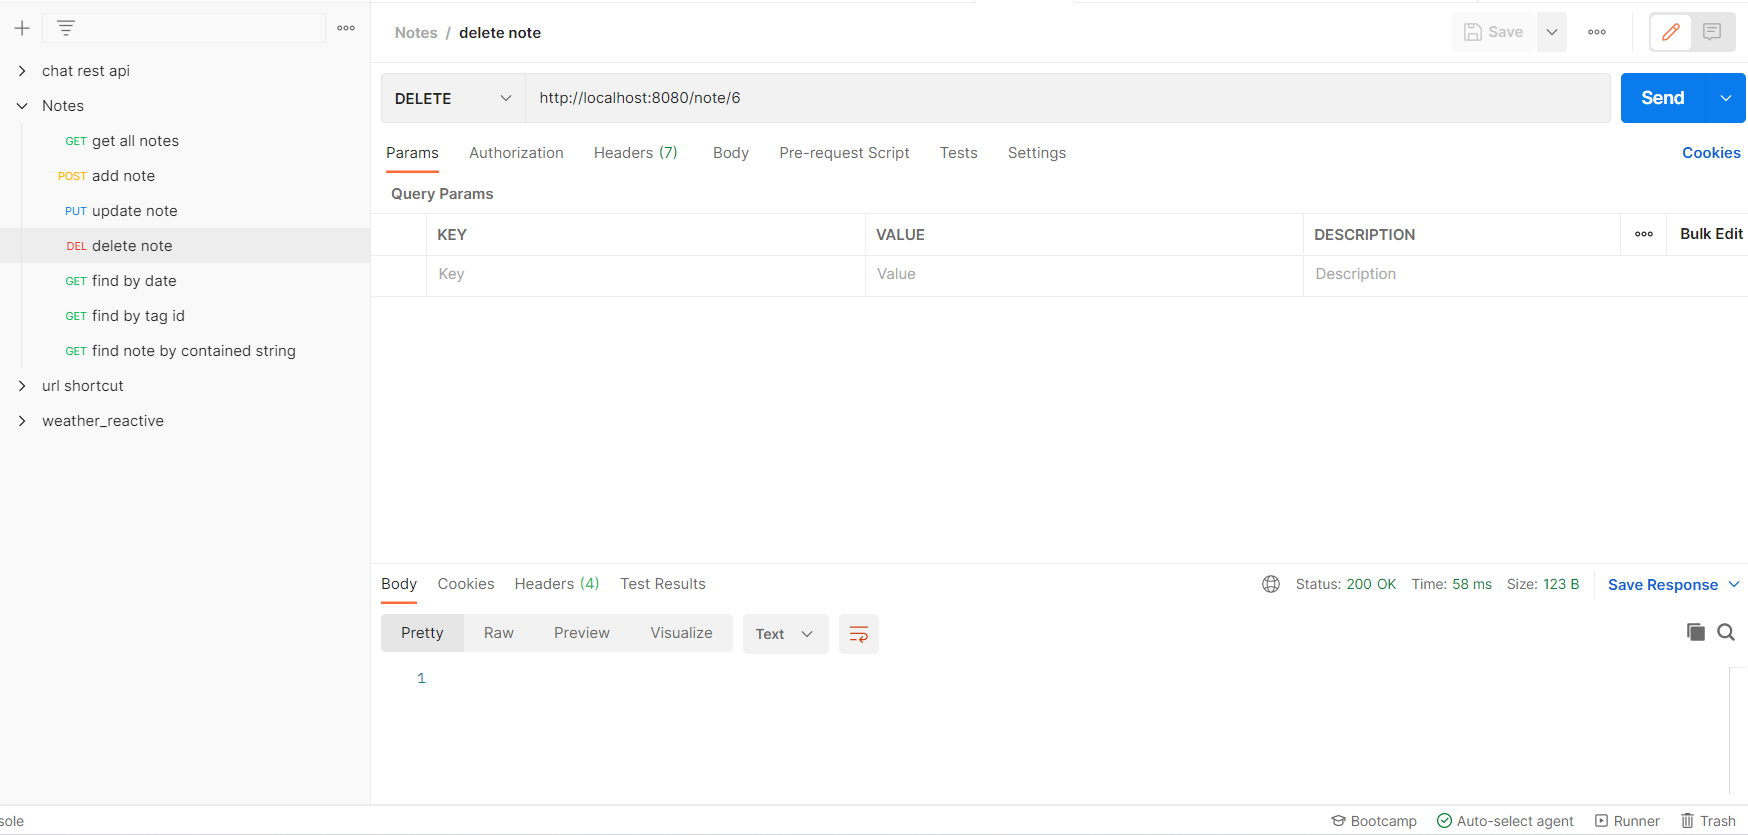 Notes / delete note
Save
chat rest api
Notes
GET get all notes
POST add note
PUT update note
DEL delete note
GET find by date
GET find by tag id
GET find note by contained string
url shortcut
weather_reactive
DELETE http://localhost:8080/note/6 Send
Params Authorization Headers (7) Body Pre-request Script Tests Settings Cookies
Query Params
KEY VALUE DESCRIPTION Bulk Edit
Key Value Description
Body Cookies Headers (4) Test Results Status: 200 OK Time: 58 ms Size: 123 B Save Response
Pretty Raw Preview Visualize Text
1
sole Bootcamp Auto-select agent Runner Trash